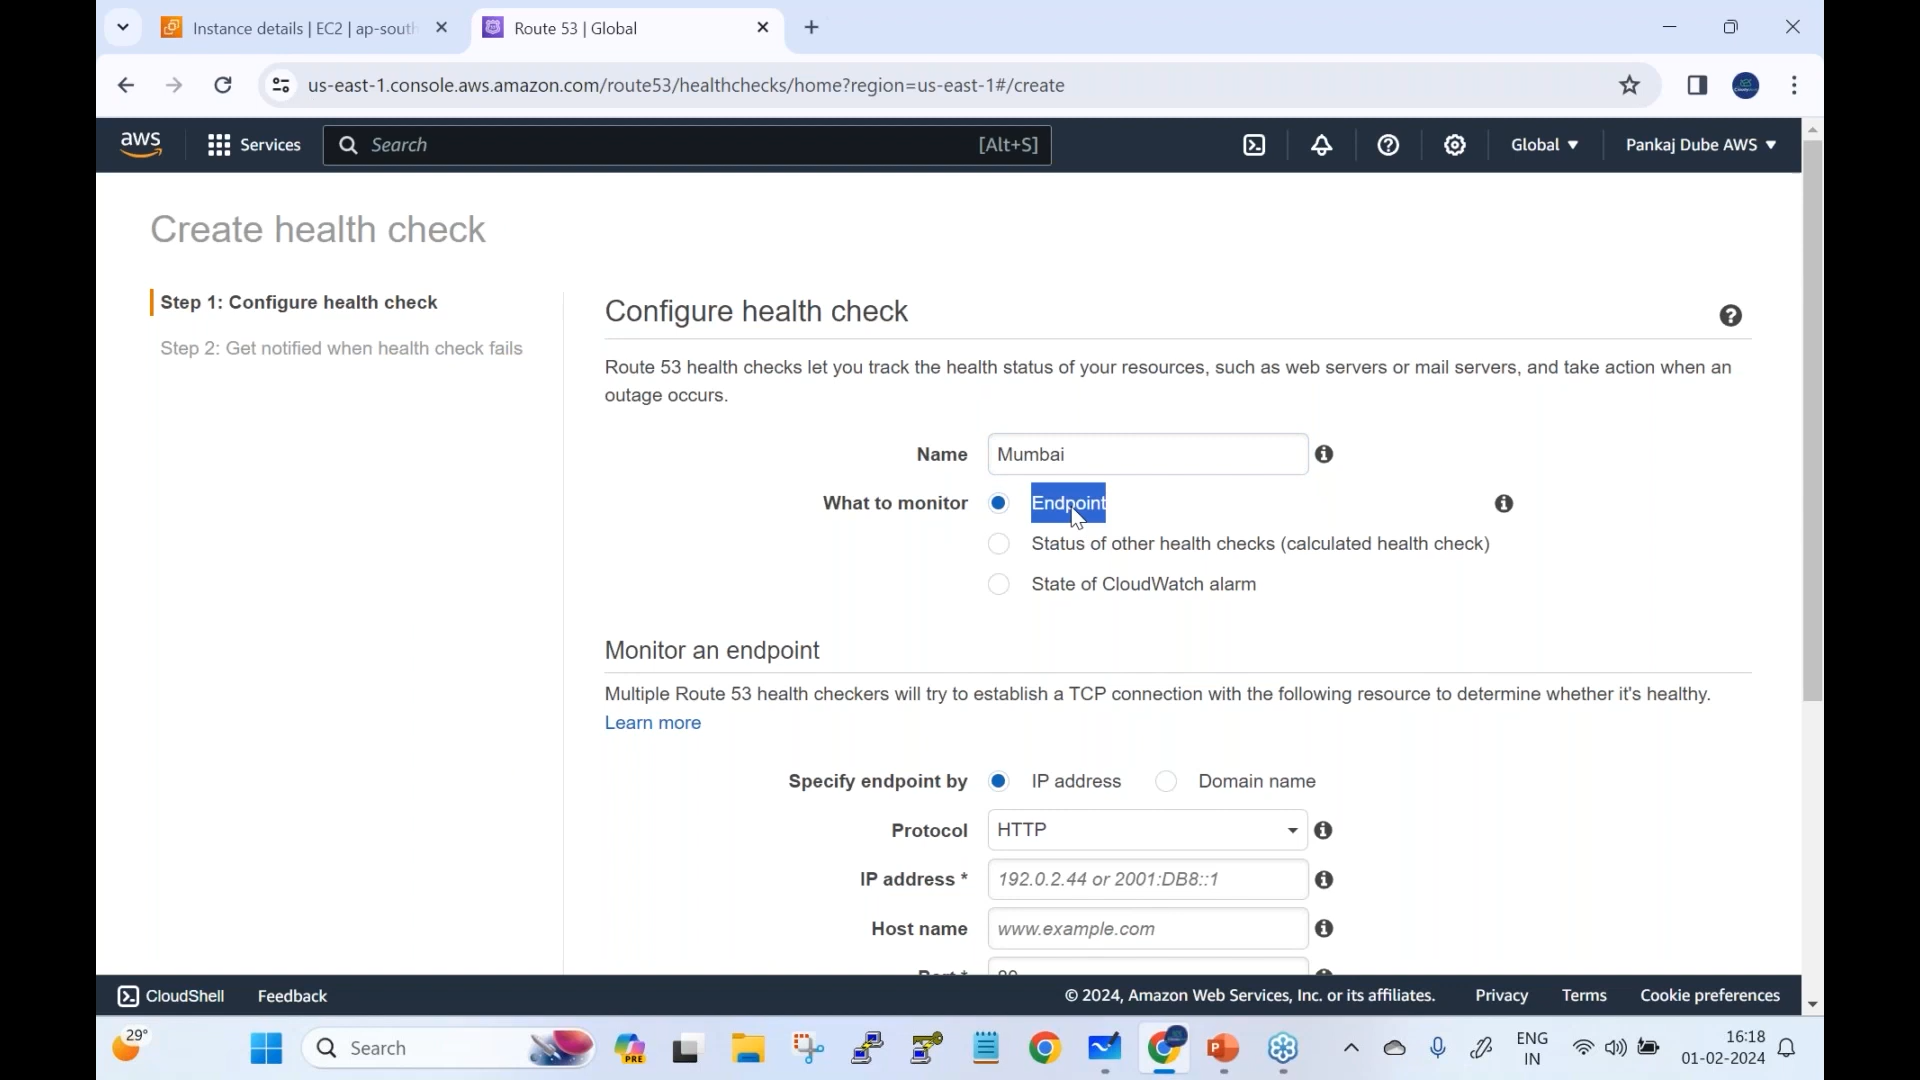 Instance details | EC2 | ap-south
Route 53 | Global
us-east-1.console.aws.amazon.com/route53/healthchecks/home?region=us-east-1#/create
aws
Services
Search
[Alt+S]
Global
Pankaj Dube AWS
Create health check
Step 1: Configure health check
Step 2: Get notified when health check fails
Configure health check
Route 53 health checks let you track the health status of your resources, such as web servers or mail servers, and take action when an
outage occurs.
Name Mumbai
What to monitor Endpoint
Status of other health checks (calculated health check)
State of CloudWatch alarm
Monitor an endpoint
Multiple Route 53 health checkers will try to establish a TCP connection with the following resource to determine whether it's healthy.
Learn more
Specify endpoint by IP address Domain name
Protocol HTTP
IP address * 192.0.2.44 or 2001:DB8::1
Host name www.example.com
Port * 80
CloudShell Feedback © 2024, Amazon Web Services, Inc. or its affiliates. Privacy Terms Cookie preferences
29°
Search
PRE
ENG
IN
16:18
01-02-2024